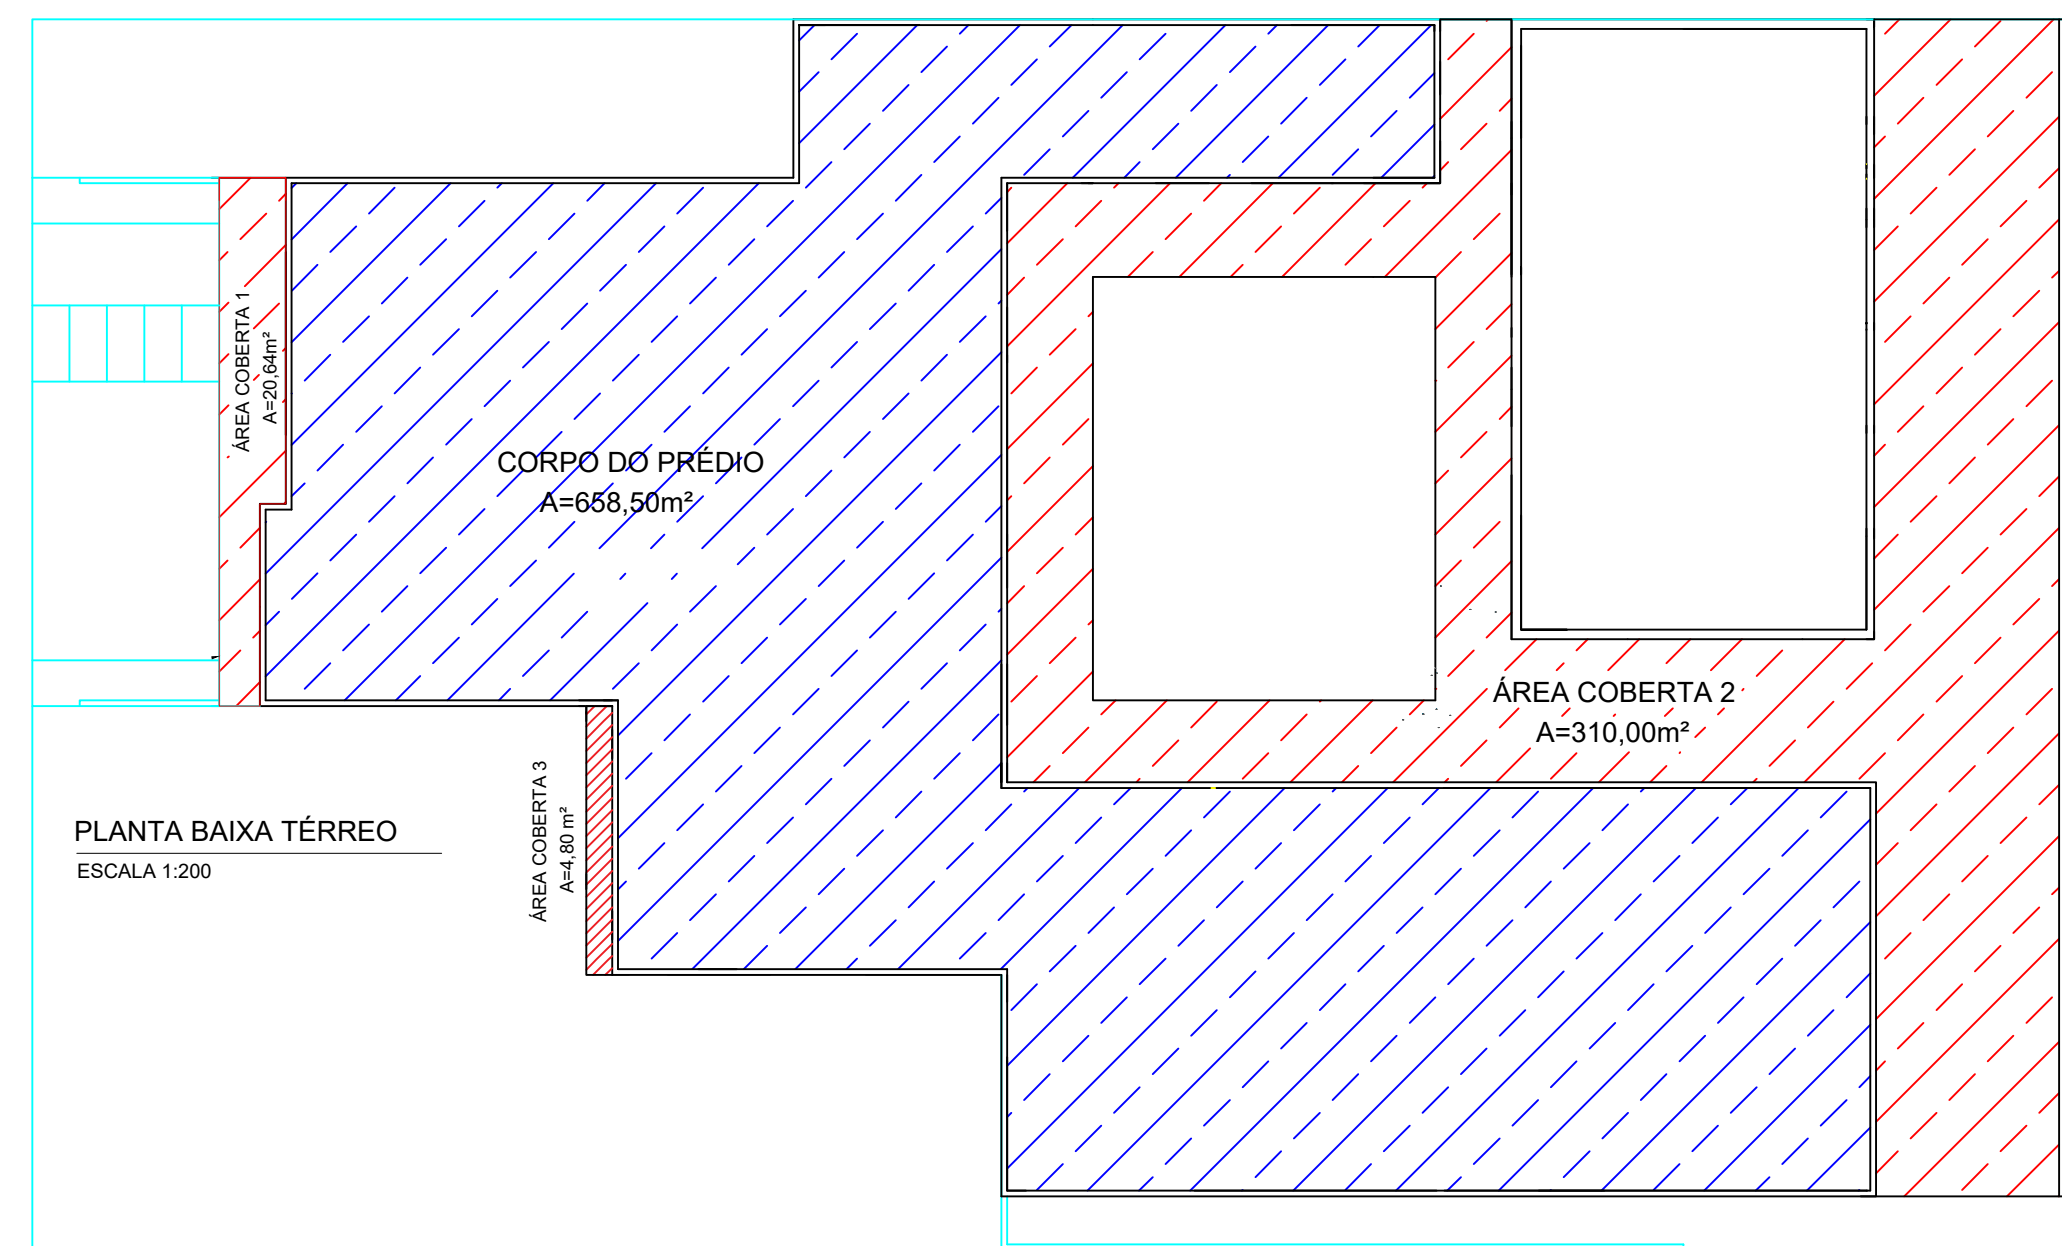 ÁREA COBERTA 1
A=20,64m²
CORPO DO PRÉDIO
A=658,50m²
ÁREA COBERTA 2
A=310,00m²
ÁREA COBERTA 3
A=4,80 m²
PLANTA BAIXA TÉRREO
ESCALA 1:200